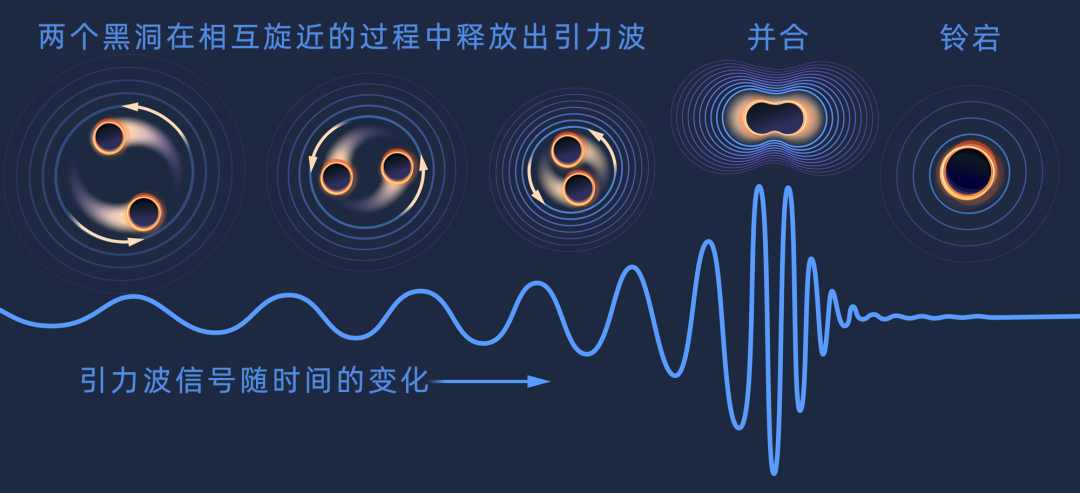 两个黑洞在相互旋近的过程中释放出引力波
并合
铃宕
引力波信号随时间的变化